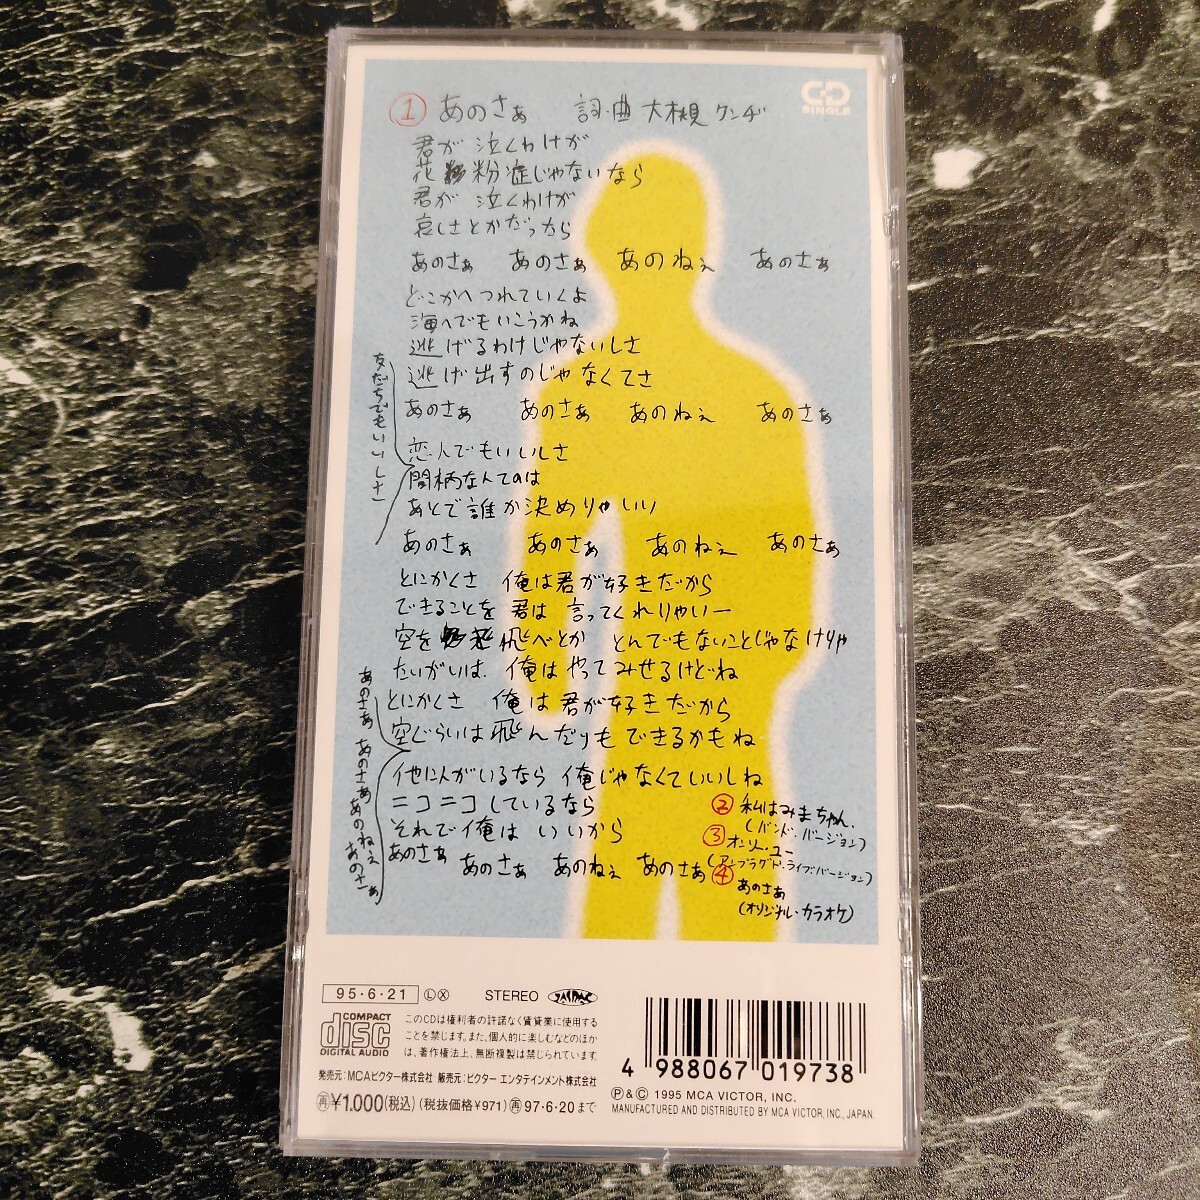 CD
SINGLE
① あのさぁ 詞・曲 大槻ケンヂ
君が 泣くわけが
花粉症じゃないなら
君が 泣くわけが
哀しさとかだったら
あのさぁ あのさぁ あのねぇ あのさぁ
どこかへつれていくよ
海へでもいこうかね
逃げるわけじゃないしさ
逃げ出すのじゃなくてさ
あのさぁ あのさぁ あのねぇ あのさぁ
友だちでもいいしさ
恋人でもいいしさ
間柄なんてのは
あとで誰か決めりゃいい
あのさぁ あのさぁ あのねぇ あのさぁ
とにかくさ 俺は君が好きだから
できることを 君は 言ってくれりゃいー
空を飛べとか とんでもないことじゃなけりゃ
たいがいは、俺はやってみせるけどね
とにかくさ 俺は君が好きだから
空ぐらいは飛んだりもできるかもね
他に人がいるなら 俺じゃなくていいしね
ニコニコしているなら
それで俺は いいから
あのさぁ あのさぁ あのねぇ あのさぁ
あのさぁ あのさぁ あのねぇ あのさぁ
② 私はみまちゃん
(バンド・バージョン)
③ オンリー・ユー
(アンプラグド・ライブバージョン)
④ あのさぁ
(オリジナル・カラオケ)
95・6・21 Ⓛ Ⓧ STEREO JASRAC
COMPACT
disc
DIGITAL AUDIO
このCDは権利者の許諾なく賃貸業に使用する
ことを禁じます。また、個人的に楽しむなどのほか
は、著作権法上、無断複製は禁じられています。
発売元:MCAビクター株式会社 販売元:ビクター エンタテインメント株式会社
㊥¥1,000(税込)(税抜価格¥971)㊥97・6・20まで
4 988067 019738
Ⓟ&© 1995 MCA VICTOR, INC.
MANUFACTURED AND DISTRIBUTED BY MCA VICTOR, INC., JAPAN.